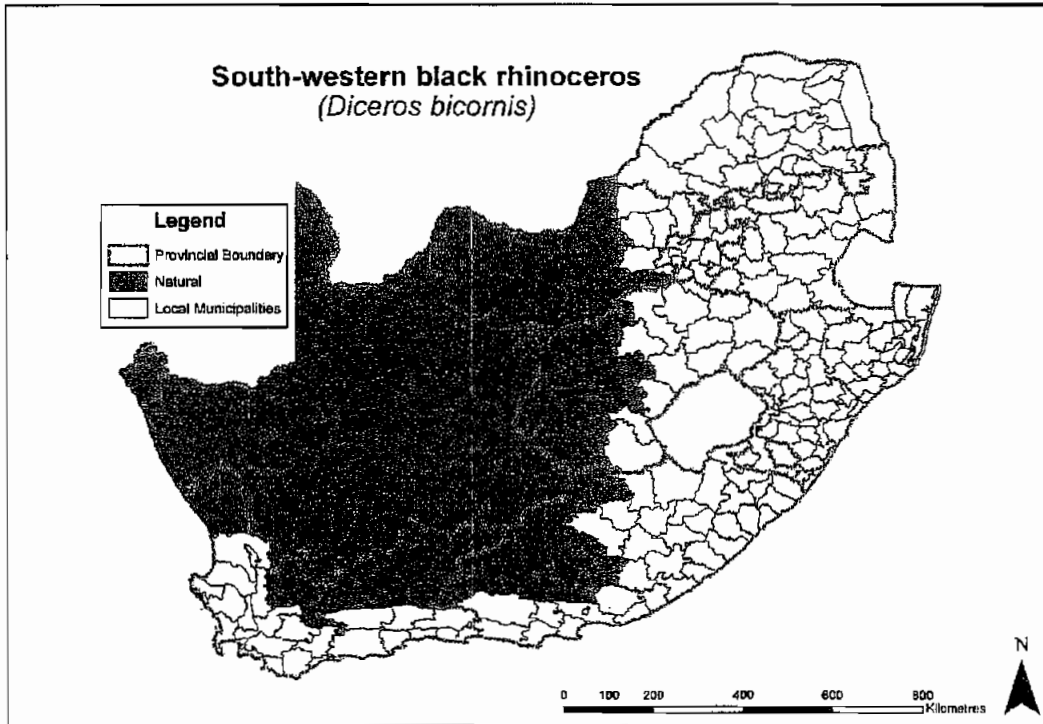 South-western black rhinoceros
(Diceros bicornis)
Legend
Provincial Boundary
Natural
Local Municipalities
N
0 100 200 400 600 800
Kilometres